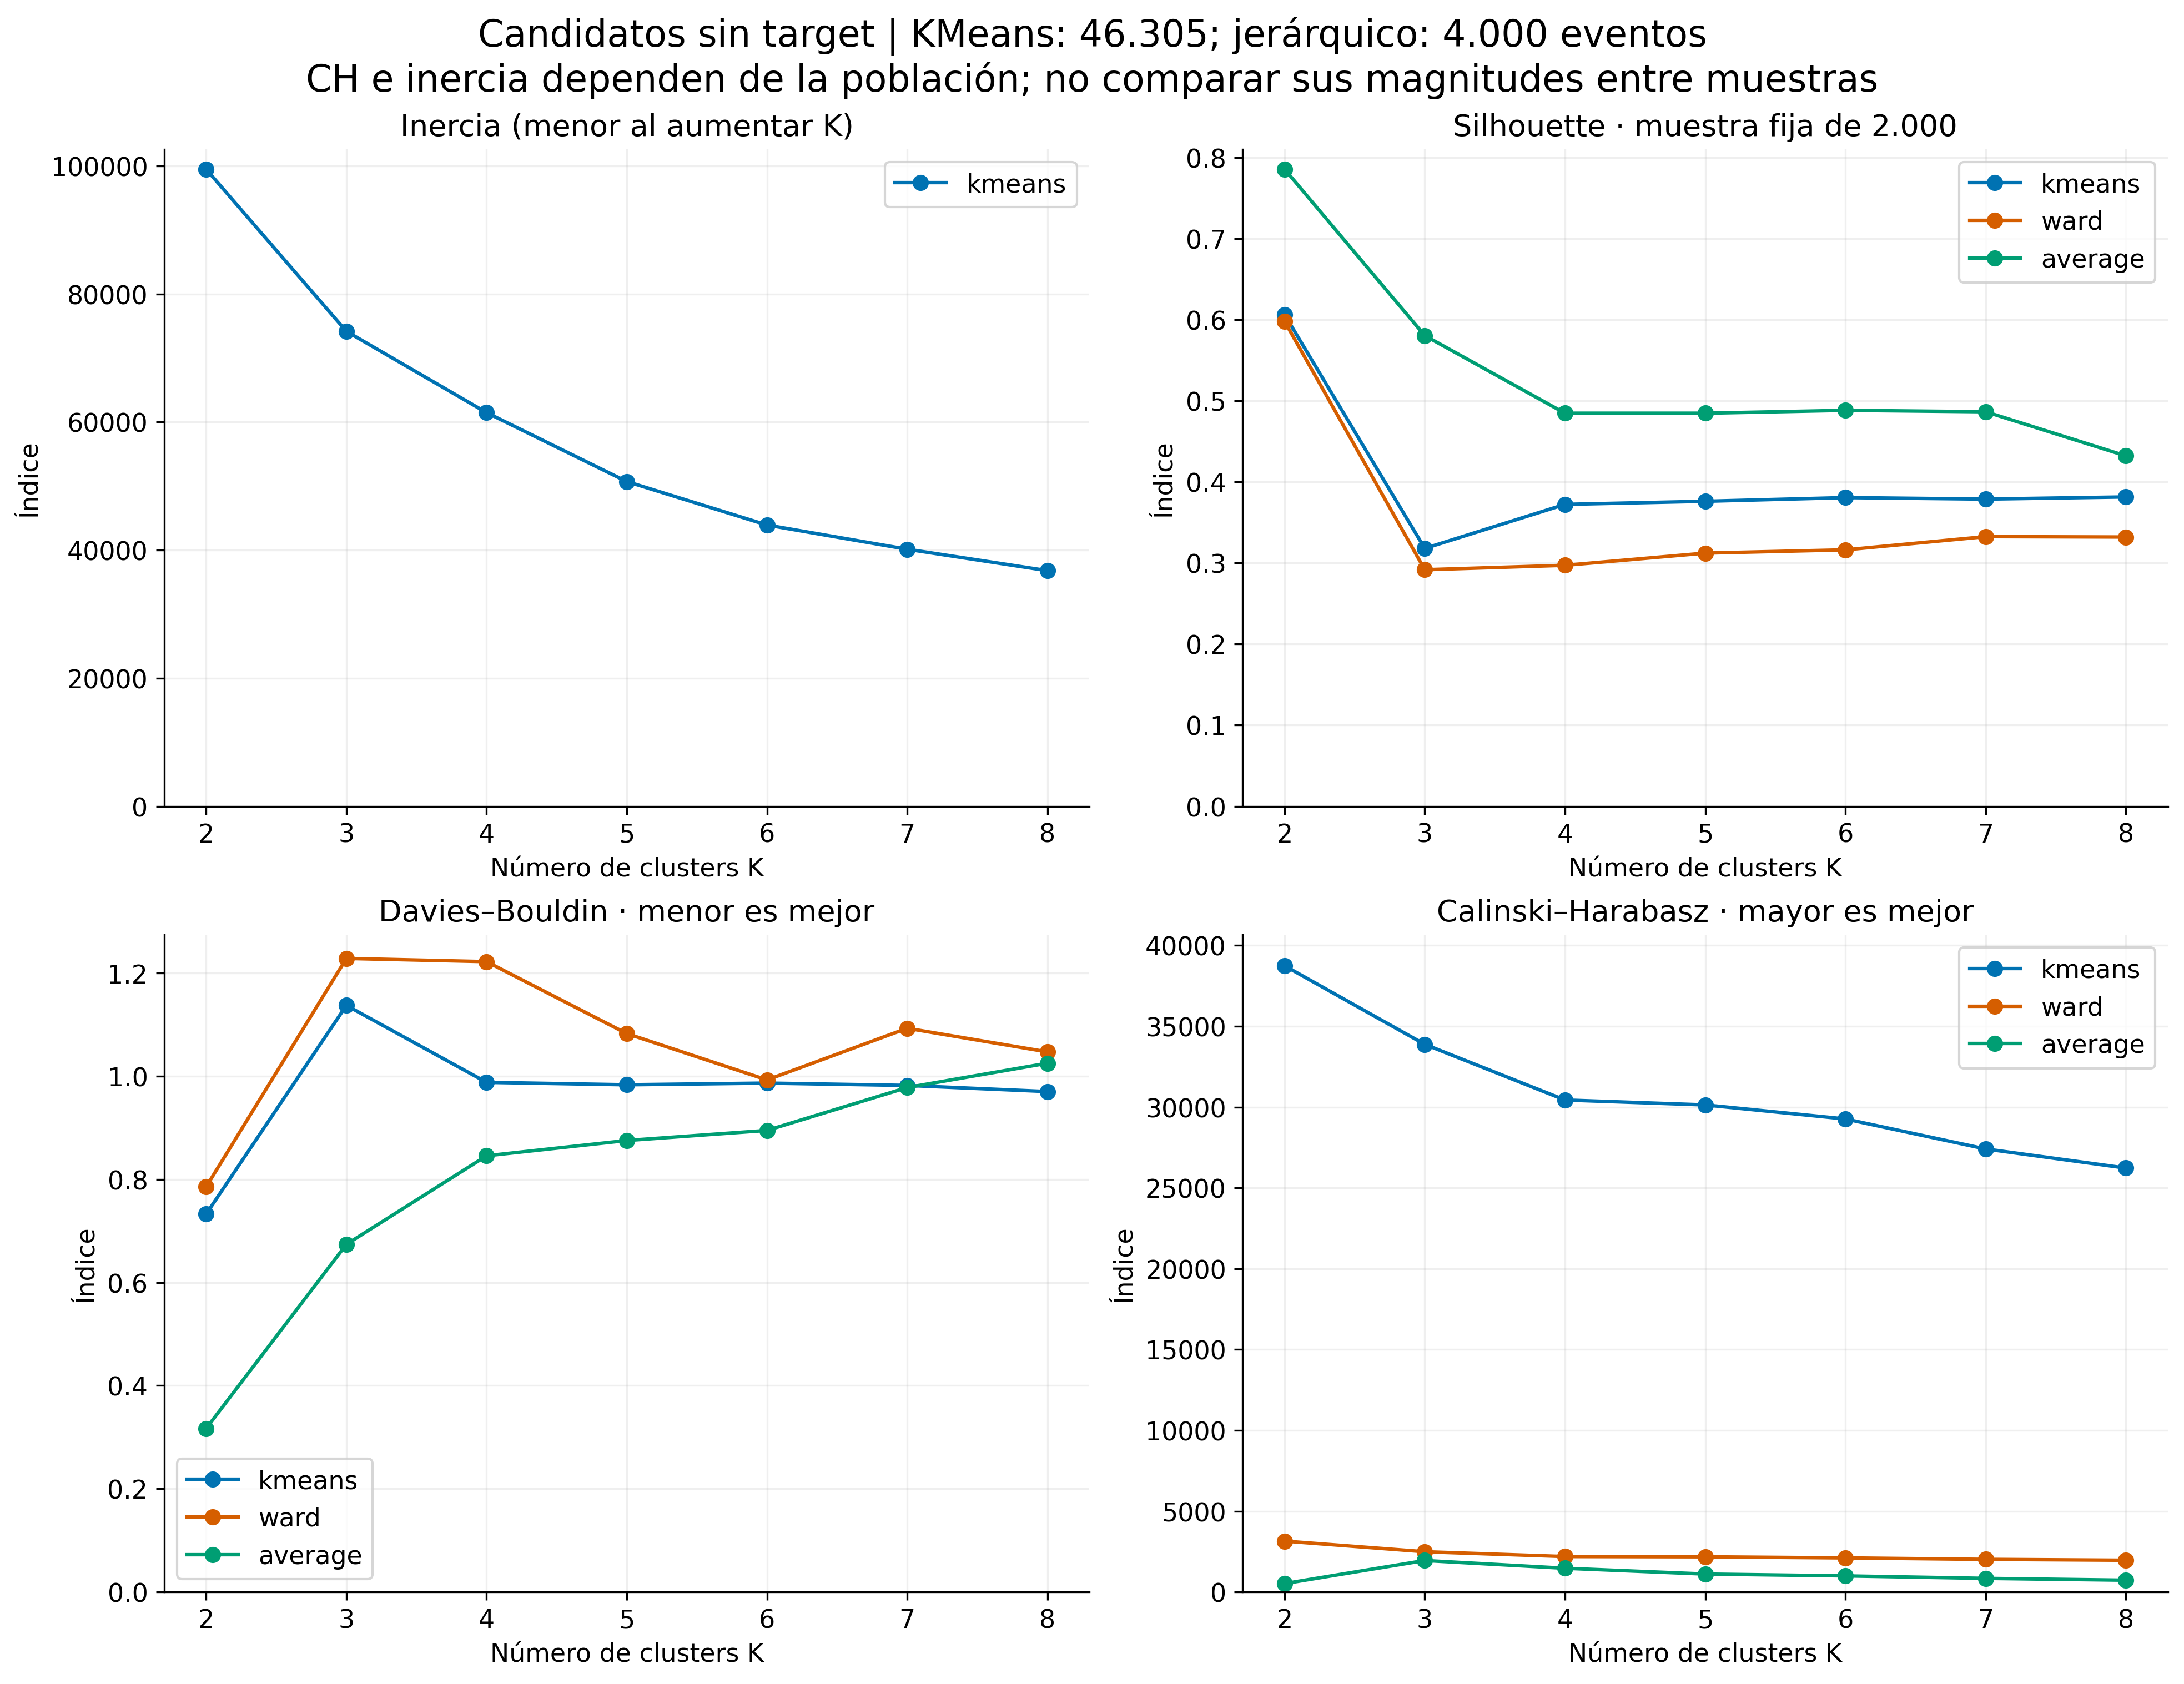 Candidatos sin target | KMeans: 46.305; jerárquico: 4.000 eventos
CH e inercia dependen de la población; no comparar sus magnitudes entre muestras
Inercia (menor al aumentar K)
100000
80000
60000
40000
20000
0
Índice
2 3 4 5 6 7 8
Número de clusters K
kmeans
Silhouette · muestra fija de 2.000
0.8
0.7
0.6
0.5
0.4
0.3
0.2
0.1
0.0
Índice
2 3 4 5 6 7 8
Número de clusters K
kmeans
ward
average
Davies–Bouldin · menor es mejor
1.2
1.0
0.8
0.6
0.4
0.2
0.0
Índice
2 3 4 5 6 7 8
Número de clusters K
kmeans
ward
average
Calinski–Harabasz · mayor es mejor
40000
35000
30000
25000
20000
15000
10000
5000
0
Índice
2 3 4 5 6 7 8
Número de clusters K
kmeans
ward
average